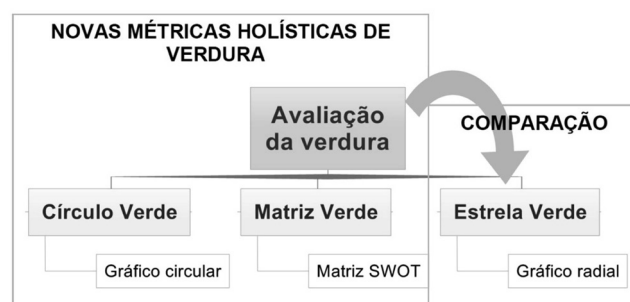 NOVAS MÉTRICAS HOLÍSTICAS DE
VERDURA
Avaliação
da verdura
COMPARAÇÃO
Círculo Verde
Matriz Verde
Estrela Verde
Gráfico circular
Matriz SWOT
Gráfico radial